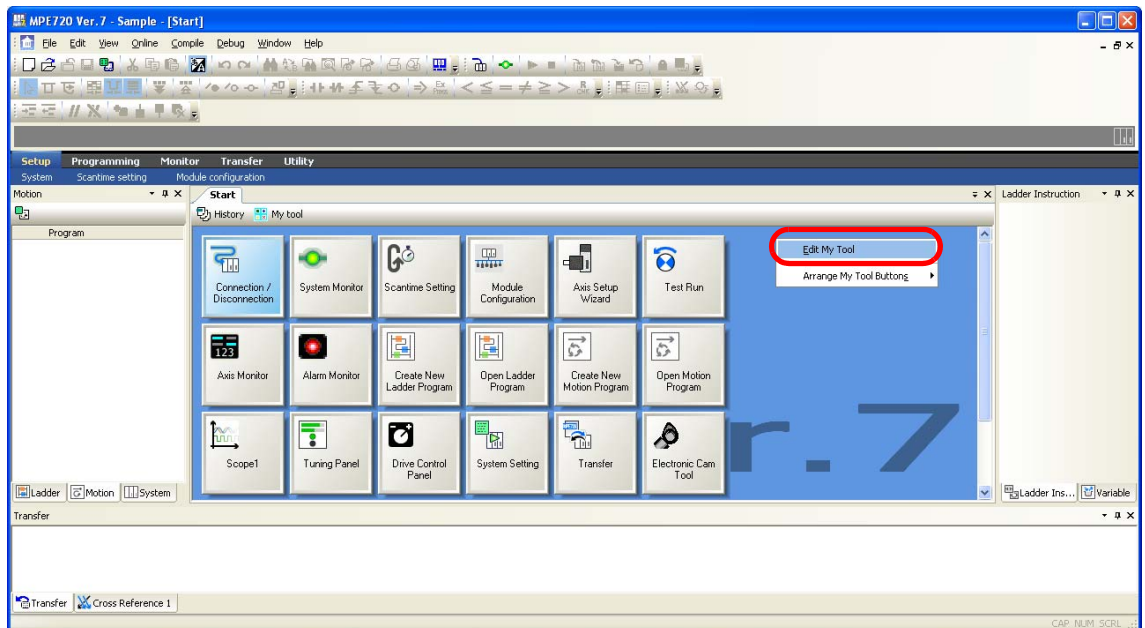 MPE720 Ver.7 - Sample - [Start]
File Edit View Online Compile Debug Window Help
Setup Programming Monitor Transfer Utility
System Scantime setting Module configuration
Motion
Start
Ladder Instruction
History My tool
Program
Edit My Tool
Arrange My Tool Buttons
Connection /
Disconnection
System Monitor
Scantime Setting
Module
Configuration
Axis Setup
Wizard
Test Run
123
Axis Monitor
Alarm Monitor
Create New
Ladder Program
Open Ladder
Program
Create New
Motion Program
Open Motion
Program
Scope1
Tuning Panel
Drive Control
Panel
System Setting
Transfer
Electronic Cam
Tool
r.7
Ladder Motion System
Ladder Ins... Variable
Transfer
Transfer Cross Reference 1
CAP NUM SCRL